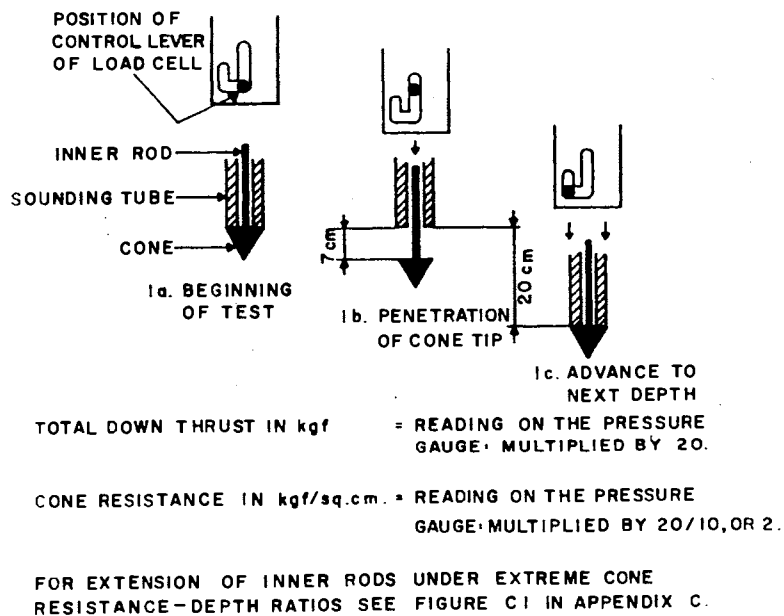 POSITION OF
CONTROL LEVER
OF LOAD CELL
INNER ROD
SOUNDING TUBE
CONE
7 cm
20 cm
1a. BEGINNING
OF TEST
1b. PENETRATION
OF CONE TIP
1c. ADVANCE TO
NEXT DEPTH
TOTAL DOWN THRUST IN kgf = READING ON THE PRESSURE
GAUGE: MULTIPLIED BY 20.
CONE RESISTANCE IN kgf/sq.cm. = READING ON THE PRESSURE
GAUGE: MULTIPLIED BY 20/10, OR 2.
FOR EXTENSION OF INNER RODS UNDER EXTREME CONE
RESISTANCE-DEPTH RATIOS SEE FIGURE C1 IN APPENDIX C.